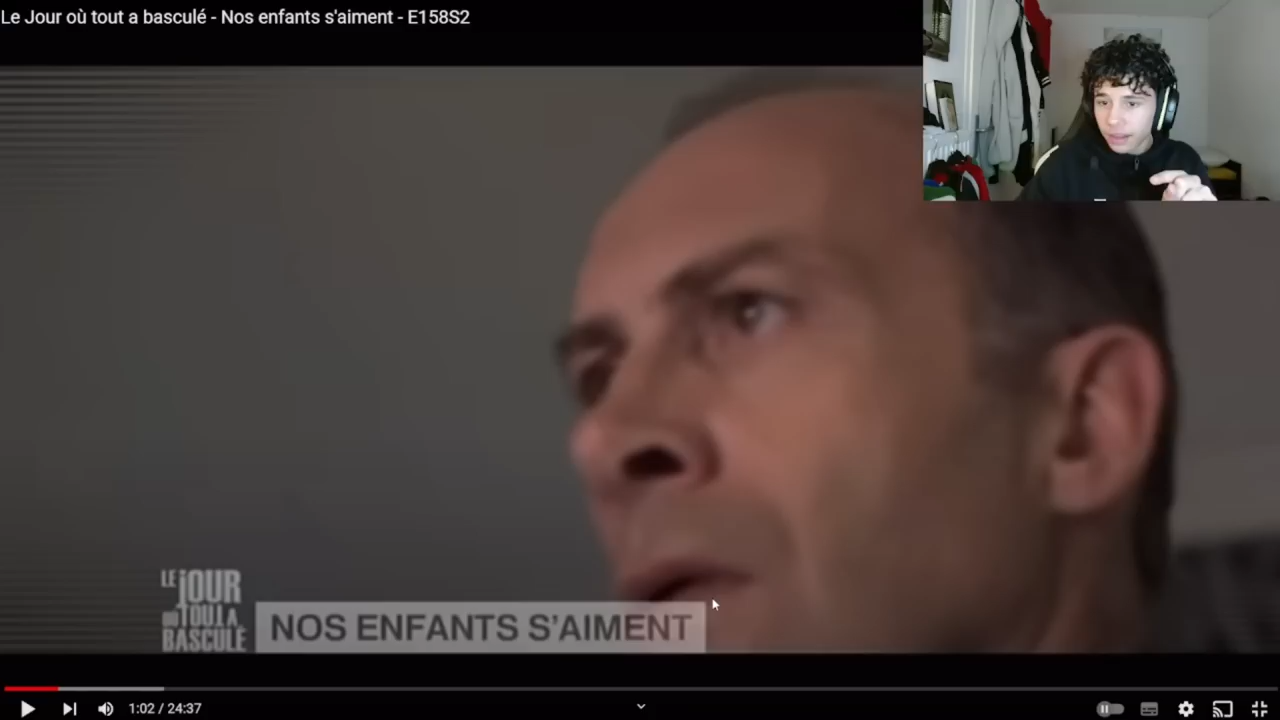 Le Jour où tout a basculé - Nos enfants s'aiment - E158S2
LE JOUR
OÙ TOUT A
BASCULÉ
NOS ENFANTS S'AIMENT
1:02 / 24:37